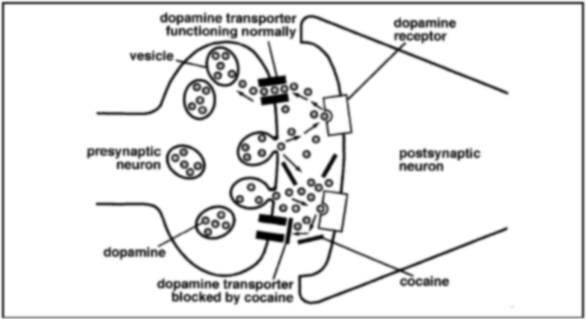 dopamine transporter
functioning normally
dopamine
receptor
vesicle
presynaptic
neuron
postsynaptic
neuron
dopamine
dopamine transporter
blocked by cocaine
cocaine